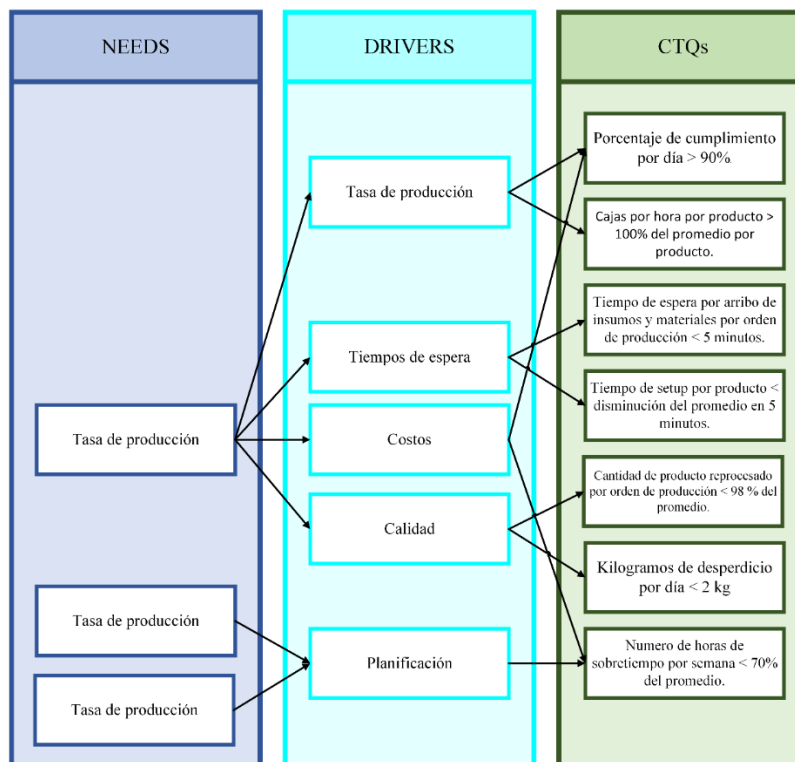 NEEDS
DRIVERS
CTQs
Tasa de producción
Tasa de producción
Tasa de producción
Tasa de producción
Tiempos de espera
Costos
Calidad
Planificación
Porcentaje de cumplimiento
por día > 90%.
Cajas por hora por producto >
100% del promedio por
producto.
Tiempo de espera por arribo de
insumos y materiales por orden
de producción < 5 minutos.
Tiempo de setup por producto <
disminución del promedio en 5
minutos.
Cantidad de producto reprocesado
por orden de producción < 98 % del
promedio.
Kilogramos de desperdicio
por día < 2 kg
Numero de horas de
sobretiempo por semana < 70%
del promedio.